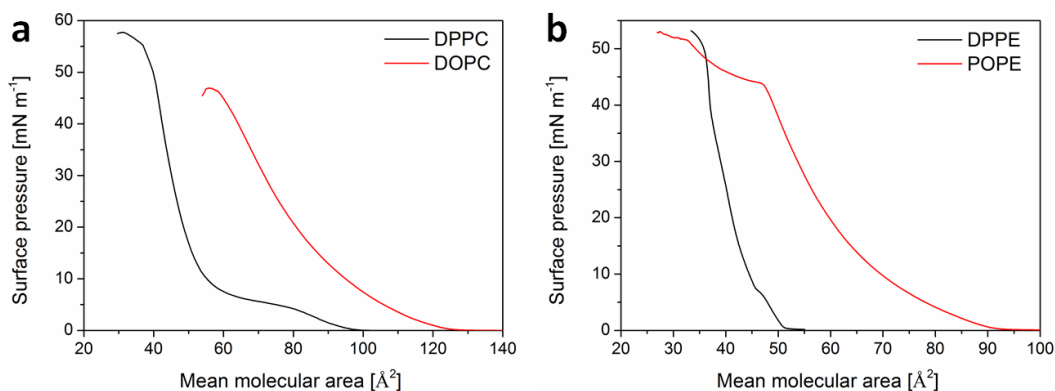 a
60
50
40
30
20
10
0
Surface pressure [mN m⁻¹]
DPPC
DOPC
20 40 60 80 100 120 140
Mean molecular area [Å²]
b
50
40
30
20
10
0
Surface pressure [mN m⁻¹]
DPPE
POPE
20 30 40 50 60 70 80 90 100
Mean molecular area [Å²]